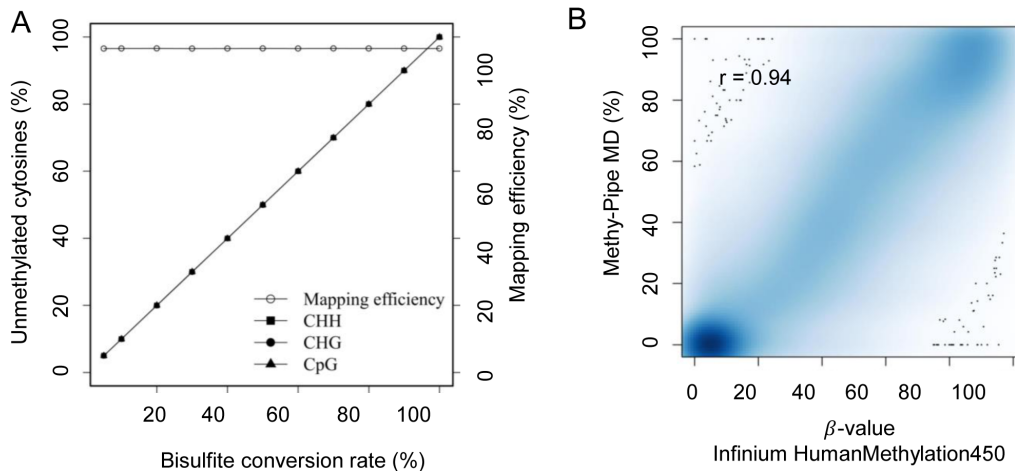 A
Unmethylated cytosines (%)
100
80
60
40
20
0
Mapping efficiency
CHH
CHG
CpG
100
80
60
40
20
0
Mapping efficiency (%)
20 40 60 80 100
Bisulfite conversion rate (%)
B
Methy-Pipe MD (%)
100
80
60
40
20
0
r = 0.94
0 20 40 60 80 100
β-value
Infinium HumanMethylation450